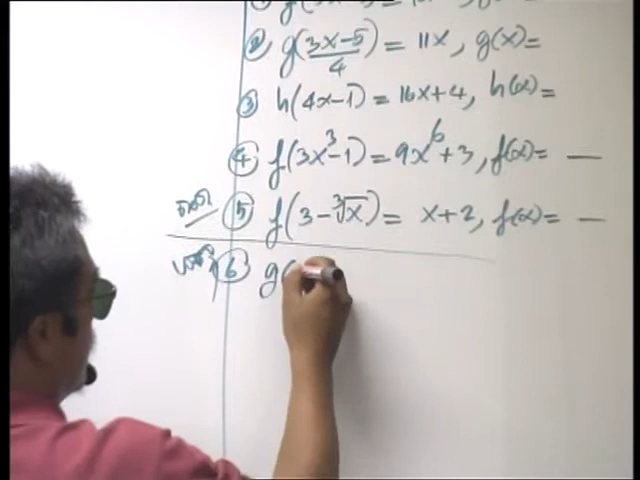 ② g(3x-5/4) = 11x, g(x)=
③ h(4x-1) = 16x+4, h(x)=
④ f(3x³-1) = 9x⁶+3, f(x)= —
⑤ f(3-∛x) = x+2, f(x)= —
⑥ g(